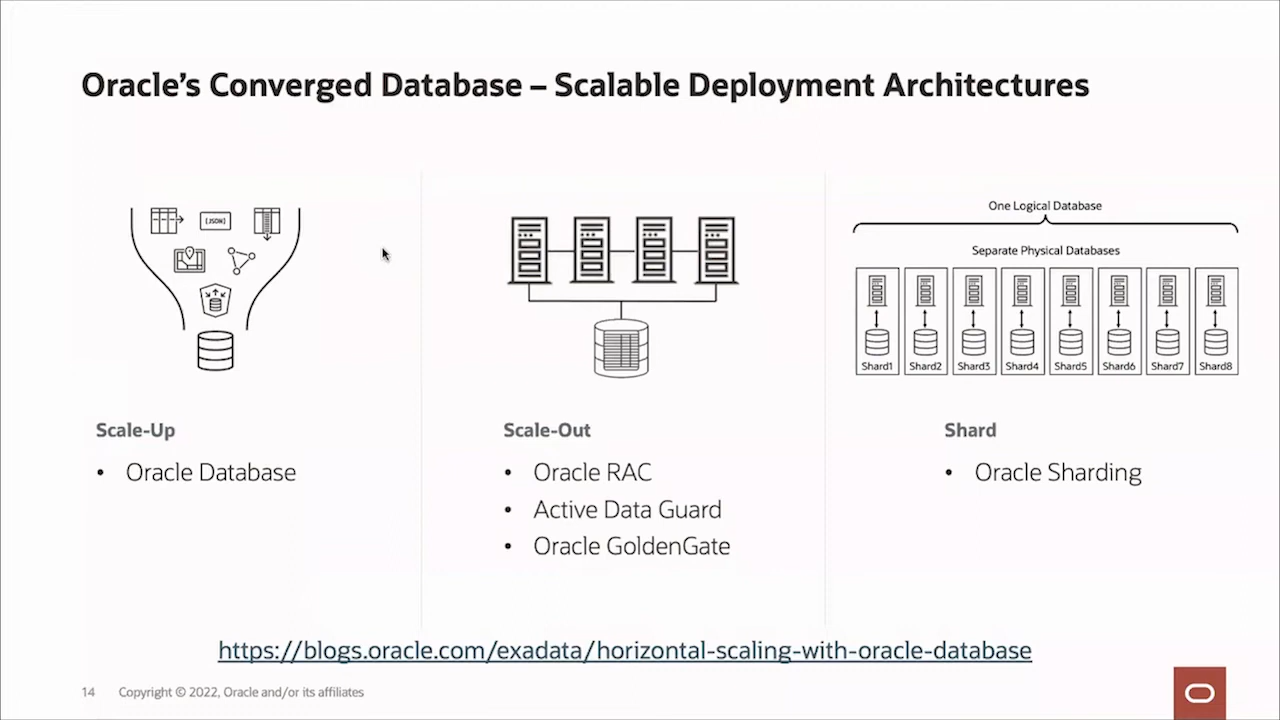 Oracle’s Converged Database – Scalable Deployment Architectures
[JSON]
One Logical Database
Separate Physical Databases
Shard1 Shard2 Shard3 Shard4 Shard5 Shard6 Shard7 Shard8
Scale-Up
• Oracle Database
Scale-Out
• Oracle RAC
• Active Data Guard
• Oracle GoldenGate
Shard
• Oracle Sharding
https://blogs.oracle.com/exadata/horizontal-scaling-with-oracle-database
14 Copyright © 2022, Oracle and/or its affiliates